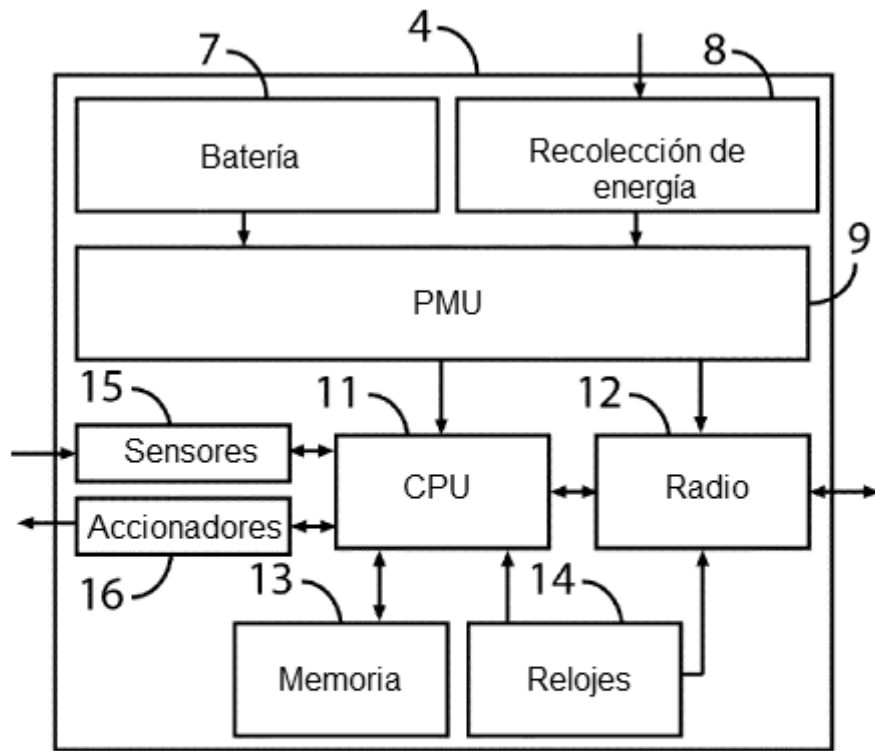 7
4
8
Batería
Recolección de
energía
9
PMU
15
11
12
Sensores
CPU
Radio
Accionadores
16
13
14
Memoria
Relojes